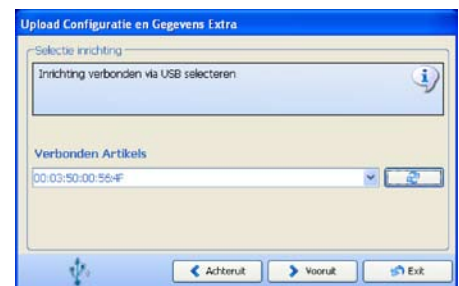 Upload Configuratie en Gegevens Extra
Selectie inrichting
Inrichting verbonden via USB selecteren
Verbonden Artikels
00:03:50:00:56:4F
Achteruit
Vooruit
Exit